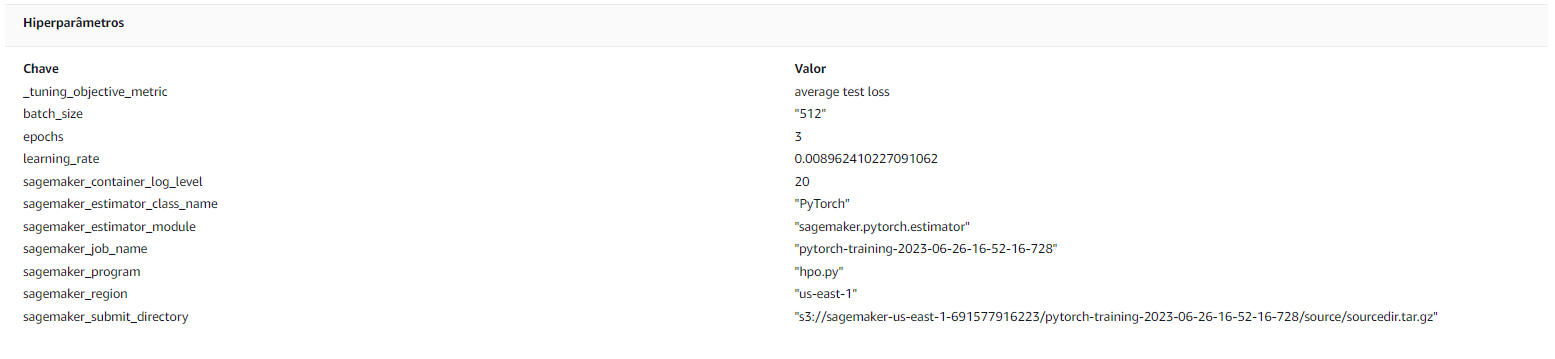 Hiperparâmetros
Chave Valor
_tuning_objective_metric average test loss
batch_size "512"
epochs 3
learning_rate 0.008962410227091062
sagemaker_container_log_level 20
sagemaker_estimator_class_name "PyTorch"
sagemaker_estimator_module "sagemaker.pytorch.estimator"
sagemaker_job_name "pytorch-training-2023-06-26-16-52-16-728"
sagemaker_program "hpo.py"
sagemaker_region "us-east-1"
sagemaker_submit_directory "s3://sagemaker-us-east-1-691577916223/pytorch-training-2023-06-26-16-52-16-728/source/sourcedir.tar.gz"